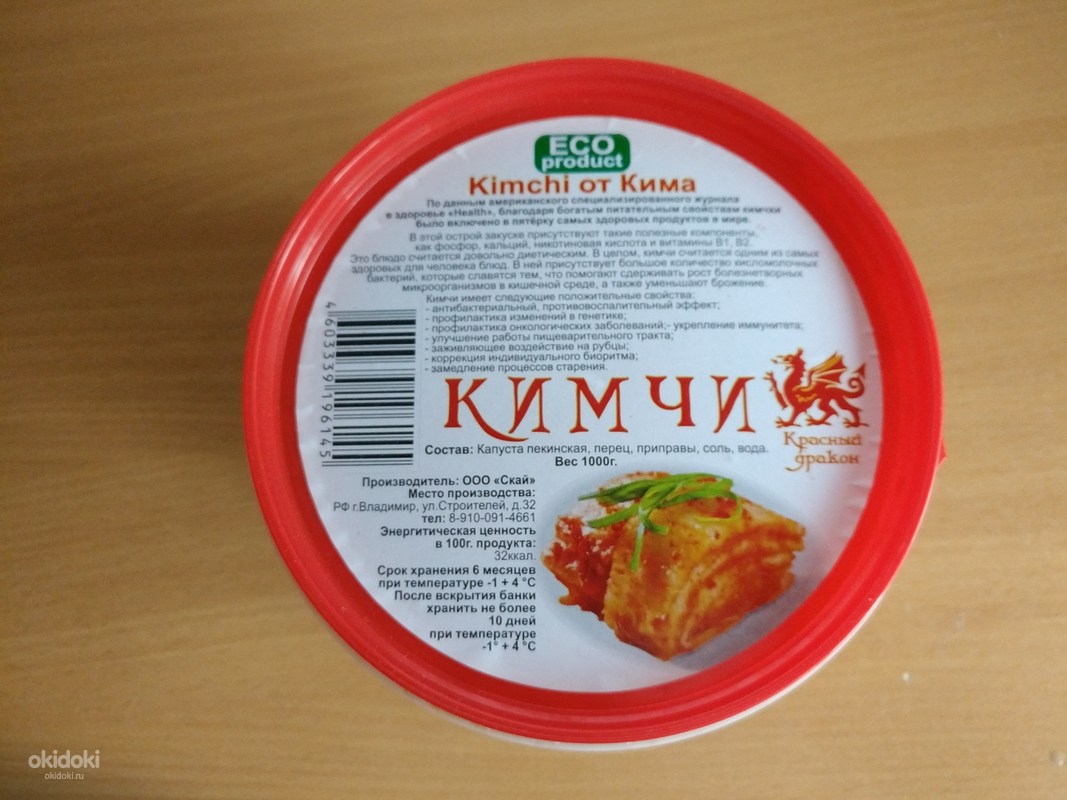 ECO
product
Kimchi от Кима
По данным американского специализированного журнала
о здоровье «Health», благодаря богатым питательным свойствам кимчхи
было включено в пятёрку самых здоровых продуктов в мире.
В этой острой закуске присутствуют такие полезные компоненты,
как фосфор, кальций, никотиновая кислота и витамины В1, В2.
Это блюдо считается довольно диетическим. В целом, кимчи считается одним из самых
здоровых для человека блюд. В ней присутствует большое количество кисломолочных
бактерий, которые славятся тем, что помогают сдерживать рост болезнетворных
микроорганизмов в кишечной среде, а также уменьшают брожение.
Кимчи имеет следующие положительные свойства:
- антибактериальный, противовоспалительный эффект;
- профилактика изменений в генетике;
- профилактика онкологических заболеваний;- укрепление иммунитета;
- улучшение работы пищеварительного тракта;
- заживляющее воздействие на рубцы;
- коррекция индивидуального биоритма;
- замедление процессов старения.
4603339196145
КИМЧИ
Красный
дракон
Состав: Капуста пекинская, перец, приправы, соль, вода.
Вес 1000г.
Производитель: ООО «Скай»
Место производства:
РФ г.Владимир, ул.Строителей, д.32
тел: 8-910-091-4661
Энергитическая ценность
в 100г. продукта:
32ккал.
Срок хранения 6 месяцев
при температуре -1 + 4 °С
После вскрытия банки
хранить не более
10 дней
при температуре
-1° + 4 °С
okidoki
okidoki.ru